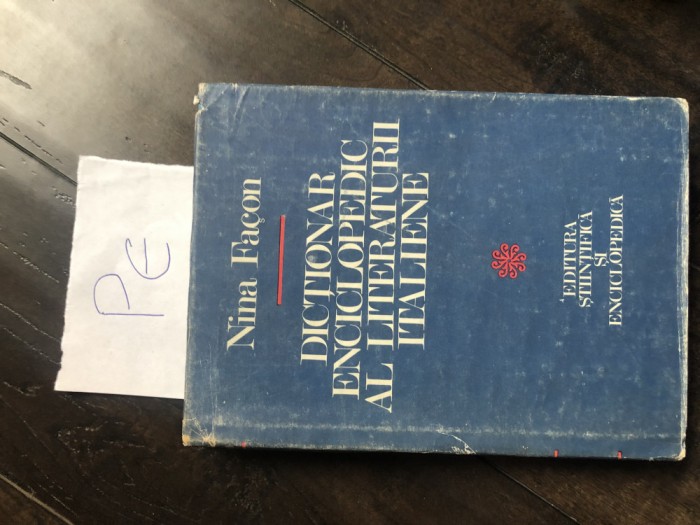 PE
Nina Façon
DICȚIONAR
ENCICLOPEDIC
AL LITERATURII
ITALIENE
EDITURA
ȘTIINȚIFICĂ
ȘI
ENCICLOPEDICĂ